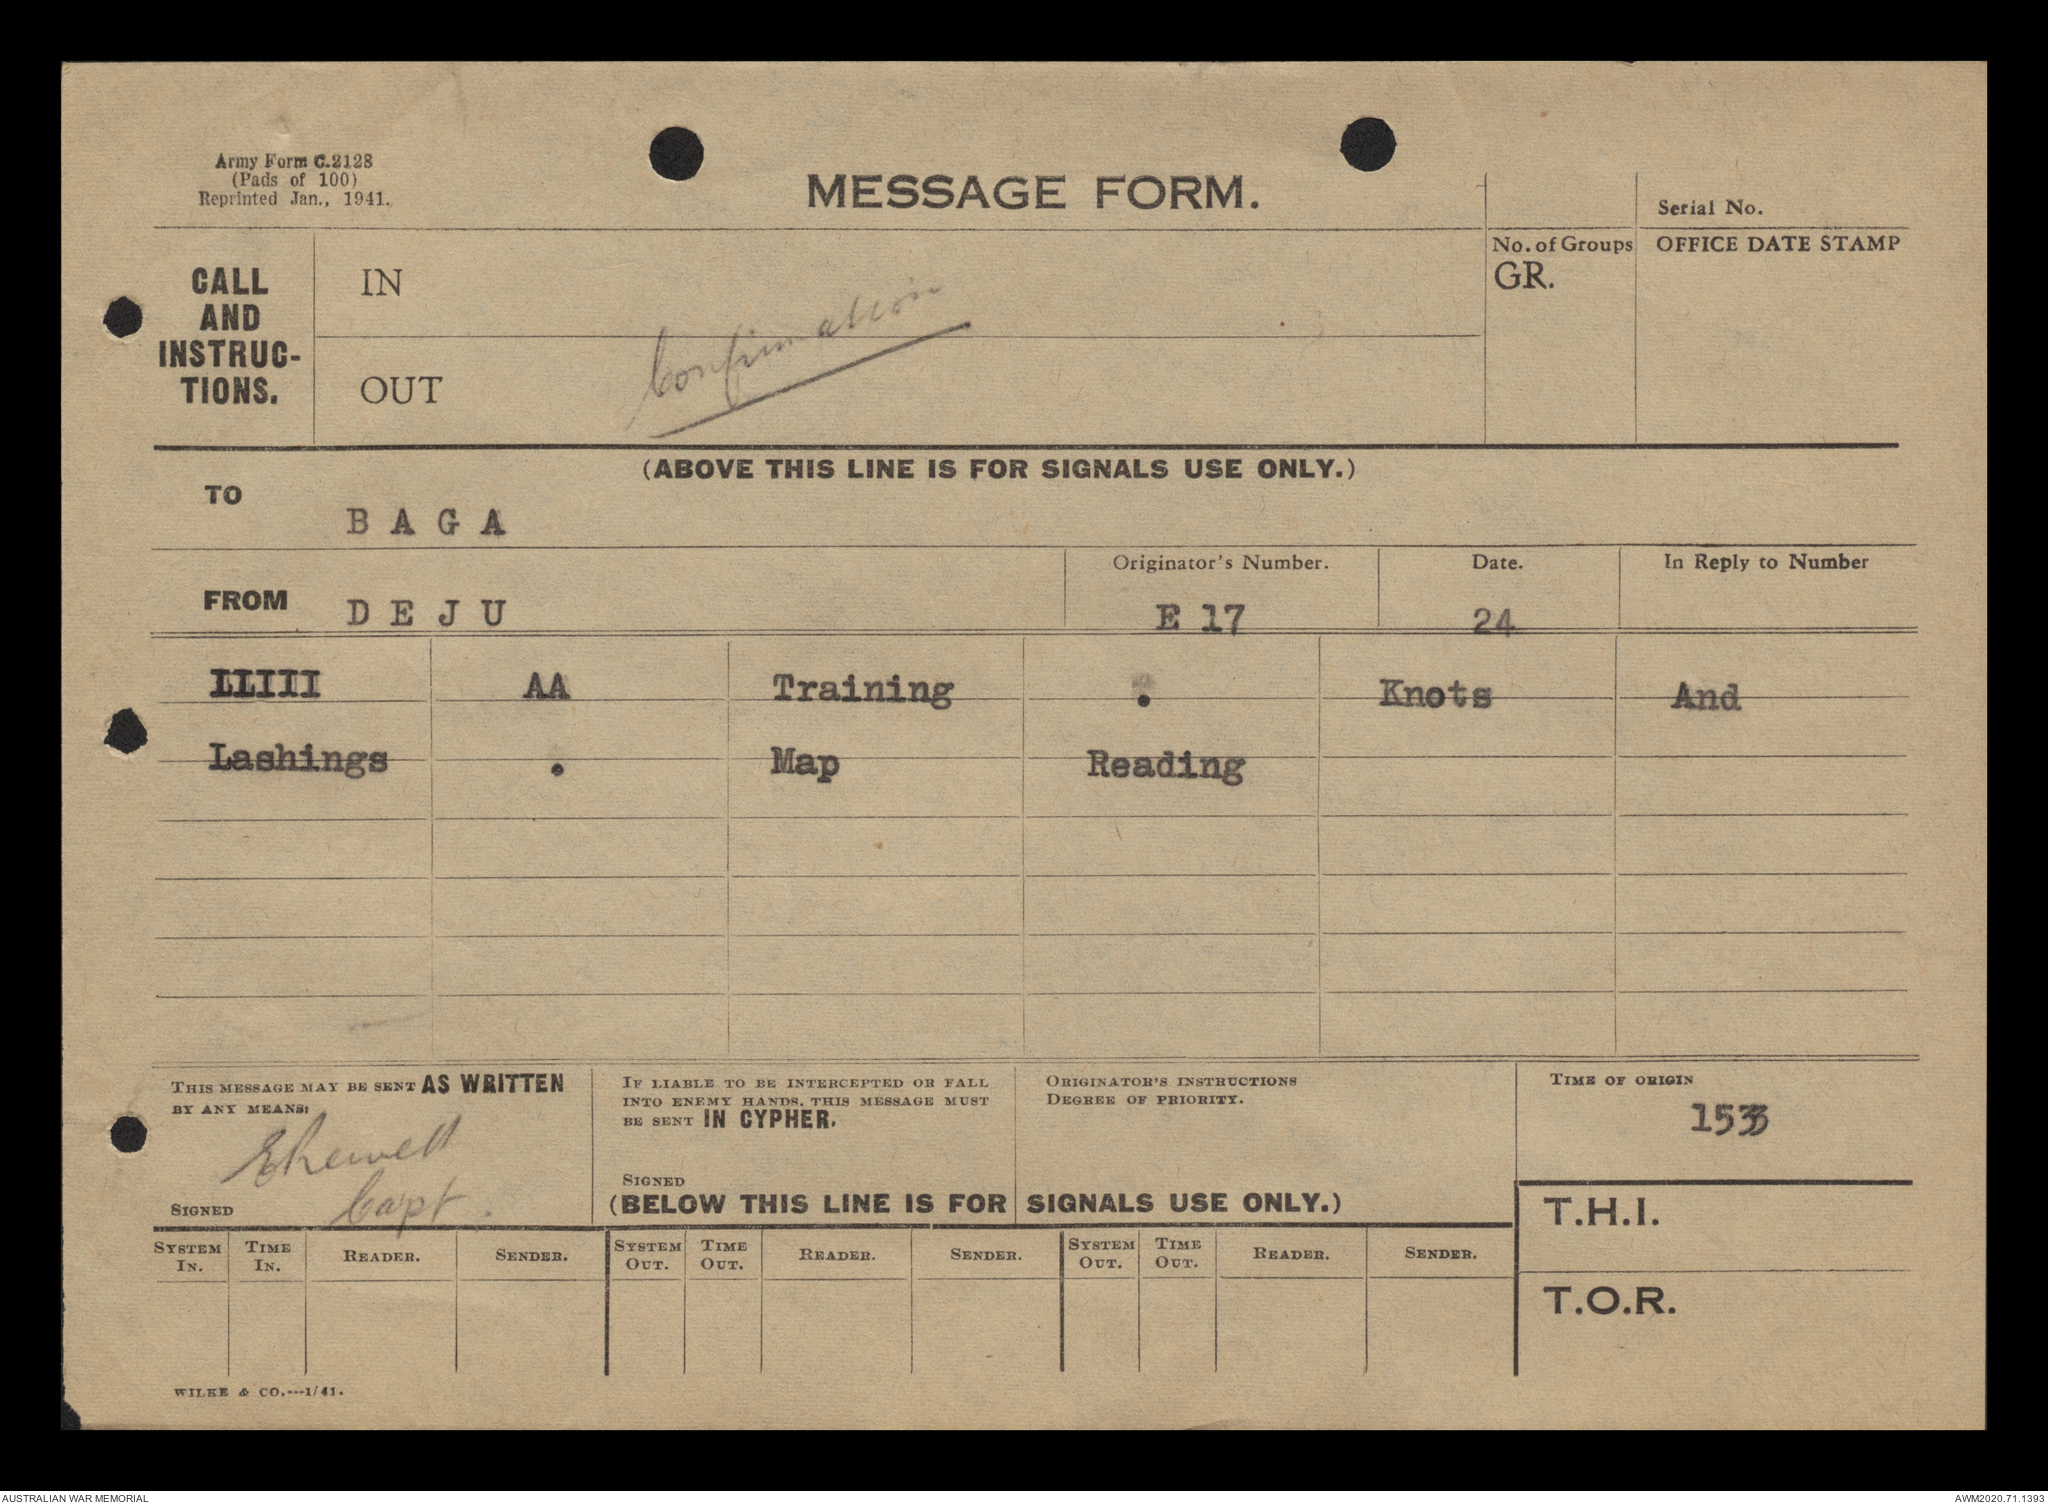 Army Form C.2128
(Pads of 100)
Reprinted Jan., 1941.
MESSAGE FORM.
Serial No.
CALL
AND
INSTRUC-
TIONS.
IN
OUT
Confirmation
No. of Groups
GR.
OFFICE DATE STAMP
(ABOVE THIS LINE IS FOR SIGNALS USE ONLY.)
TO
B A G A
FROM
D E J U
Originator's Number.
E 17
Date.
24
In Reply to Number
AA Training . Knots And
Lashings . Map Reading
THIS MESSAGE MAY BE SENT AS WRITTEN
BY ANY MEANS:
Capt.
SIGNED
IF LIABLE TO BE INTERCEPTED OR FALL
INTO ENEMY HANDS, THIS MESSAGE MUST
BE SENT IN CYPHER.
SIGNED
ORIGINATOR'S INSTRUCTIONS
DEGREE OF PRIORITY.
TIME OF ORIGIN
1533
(BELOW THIS LINE IS FOR SIGNALS USE ONLY.)
T.H.I.
T.O.R.
SYSTEM IN. TIME IN. READER. SENDER. SYSTEM OUT. TIME OUT. READER. SENDER. SYSTEM OUT. TIME OUT. READER. SENDER.
WILKE & CO.---1/41.
AUSTRALIAN WAR MEMORIAL
AWM2020.71.1393